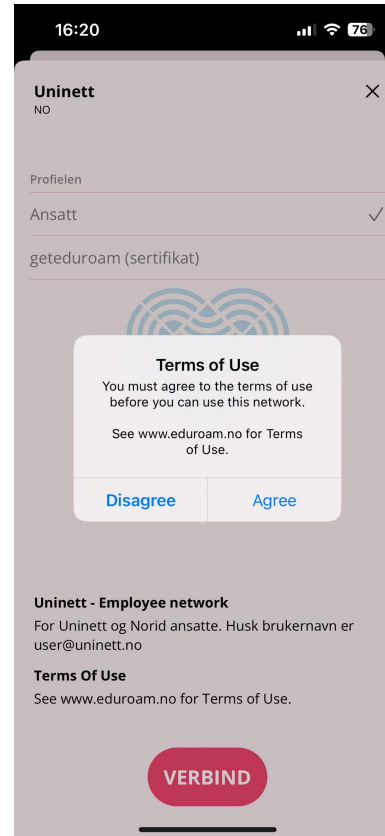 16:20
76
Uninett
NO
Profielen
Ansatt
geteduroam (sertifikat)
Terms of Use
You must agree to the terms of use
before you can use this network.
See www.eduroam.no for Terms
of Use.
Disagree
Agree
Uninett - Employee network
For Uninett og Norid ansatte. Husk brukernavn er
user@uninett.no
Terms Of Use
See www.eduroam.no for Terms of Use.
VERBIND